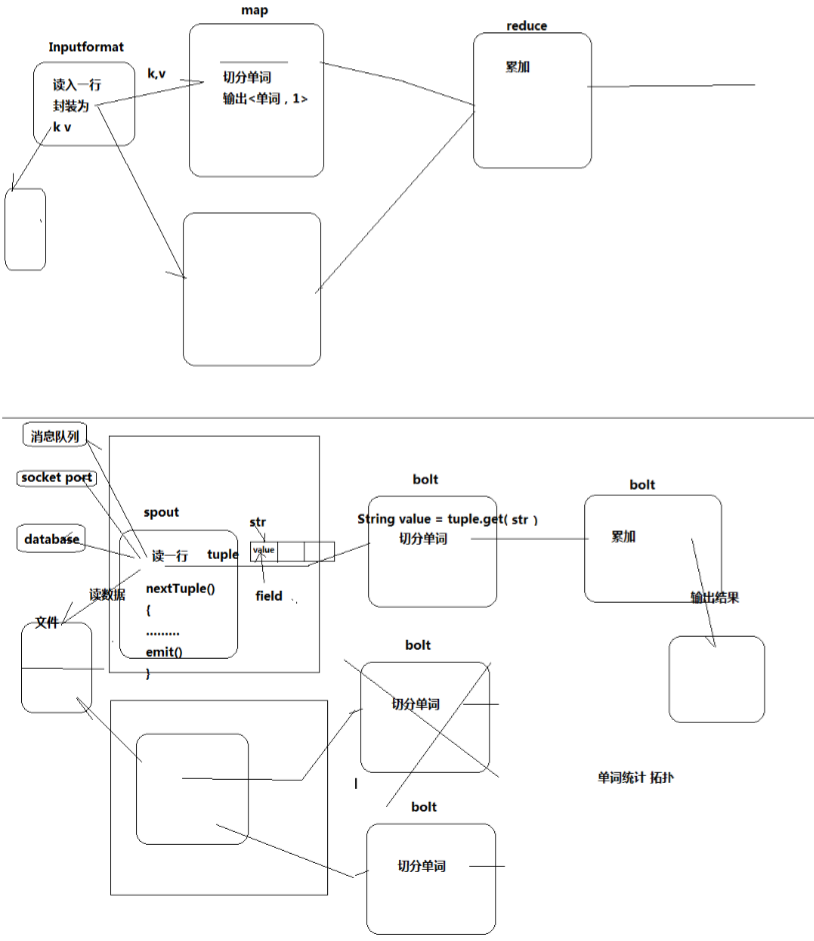 map
reduce
Inputformat
k,v
读入一行
封装为
k v
切分单词
输出<单词，1>
累加
消息队列
socket port
database
读数据
文件
spout
读一行
tuple
nextTuple()
{
.........
emit()
}
str
value
field
bolt
String value = tuple.get( str )
切分单词
bolt
累加
输出结果
bolt
切分单词
bolt
切分单词
单词统计 拓扑